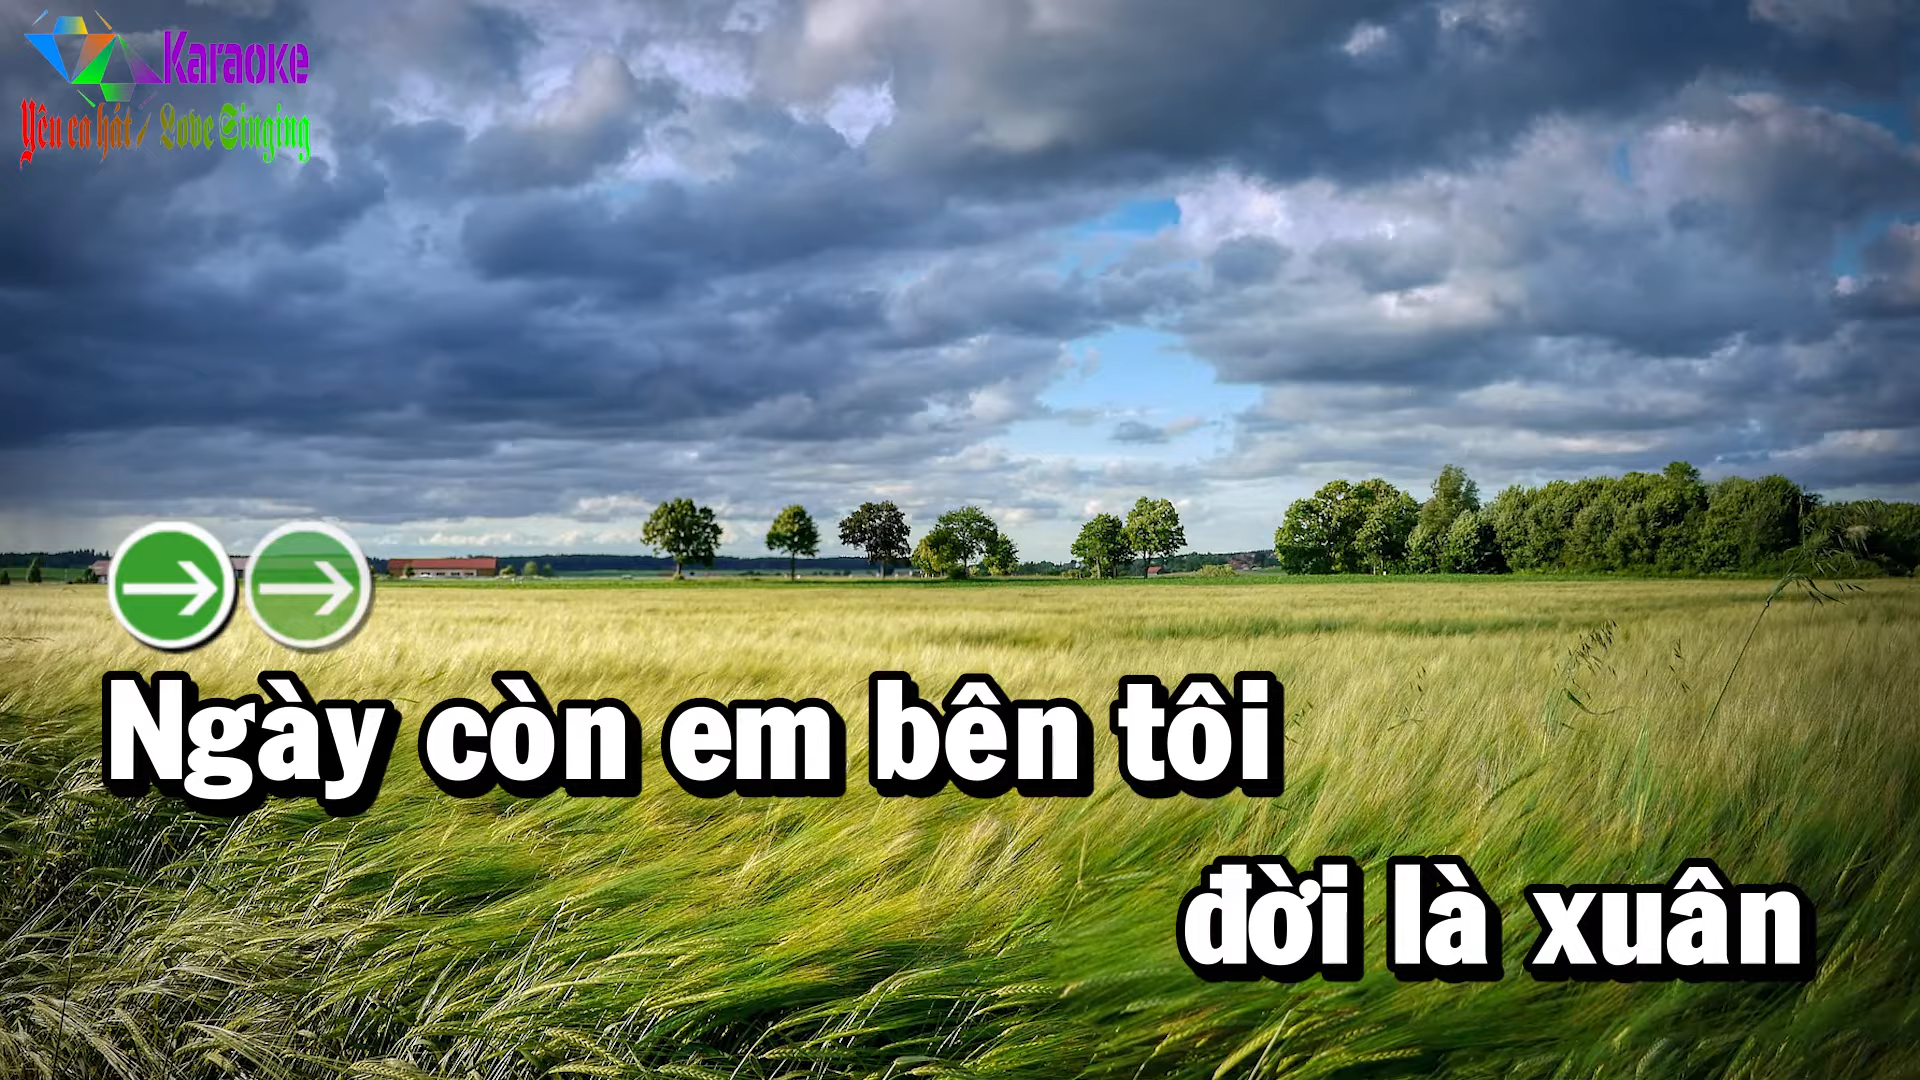 Karaoke
Yêu ca hát / Love Singing
Ngày còn em bên tôi
đời là xuân